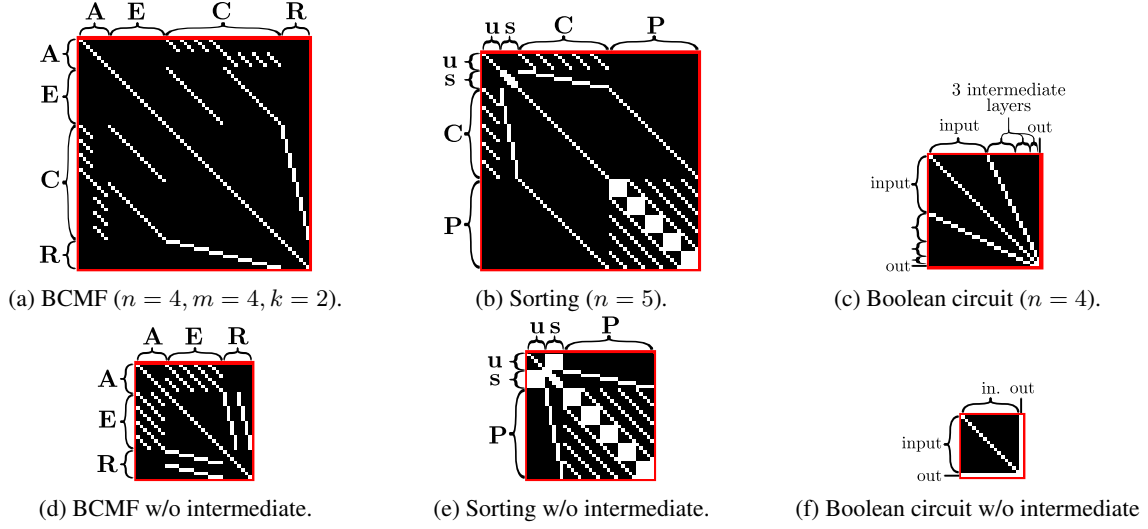 A E C R
A
E
C
R
(a) BCMF (n = 4, m = 4, k = 2).
u s C P
u
s
C
P
(b) Sorting (n = 5).
3 intermediate
layers
input out
input
out
(c) Boolean circuit (n = 4).
A E R
A
E
R
(d) BCMF w/o intermediate.
u s P
u
s
P
(e) Sorting w/o intermediate.
in. out
input
out
(f) Boolean circuit w/o intermediate